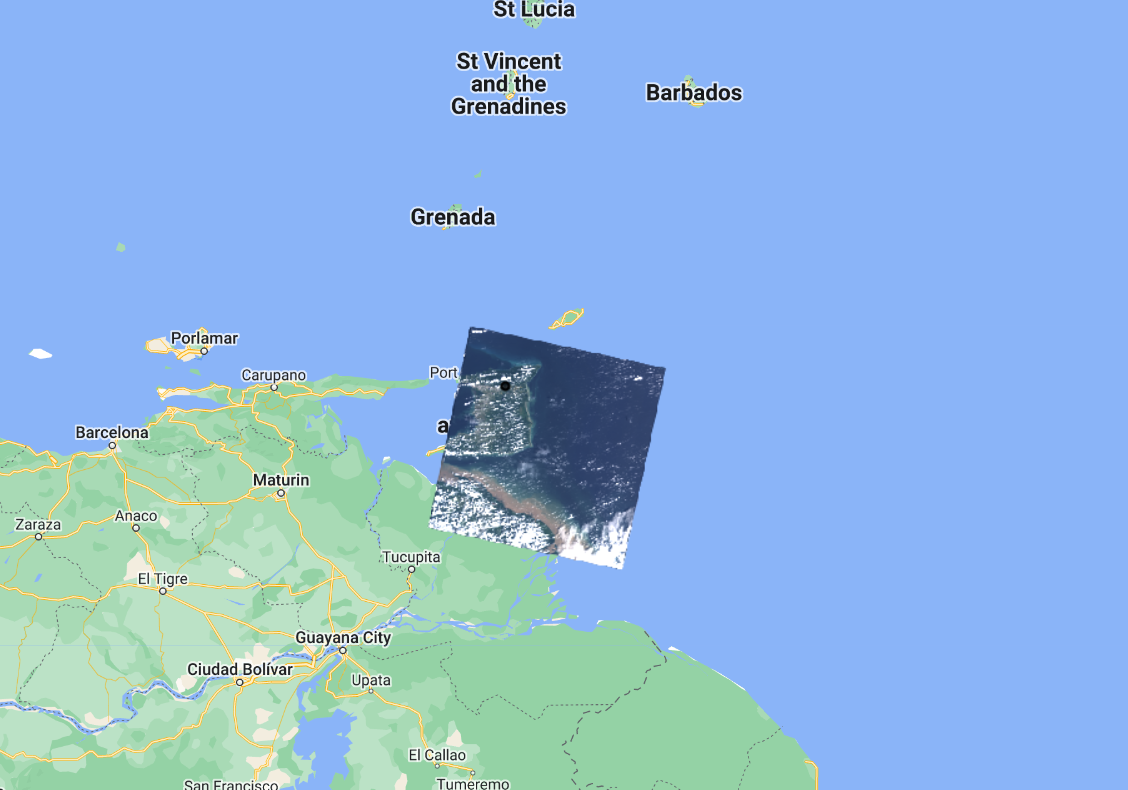 St Lucia
St Vincent
and the
Grenadines
Barbados
Grenada
Porlamar
Carupano
Port
a
Barcelona
Maturin
Zaraza
Anaco
Tucupita
El Tigre
Guayana City
Ciudad Bolívar
Upata
El Callao
San Francisco
Tumeremo